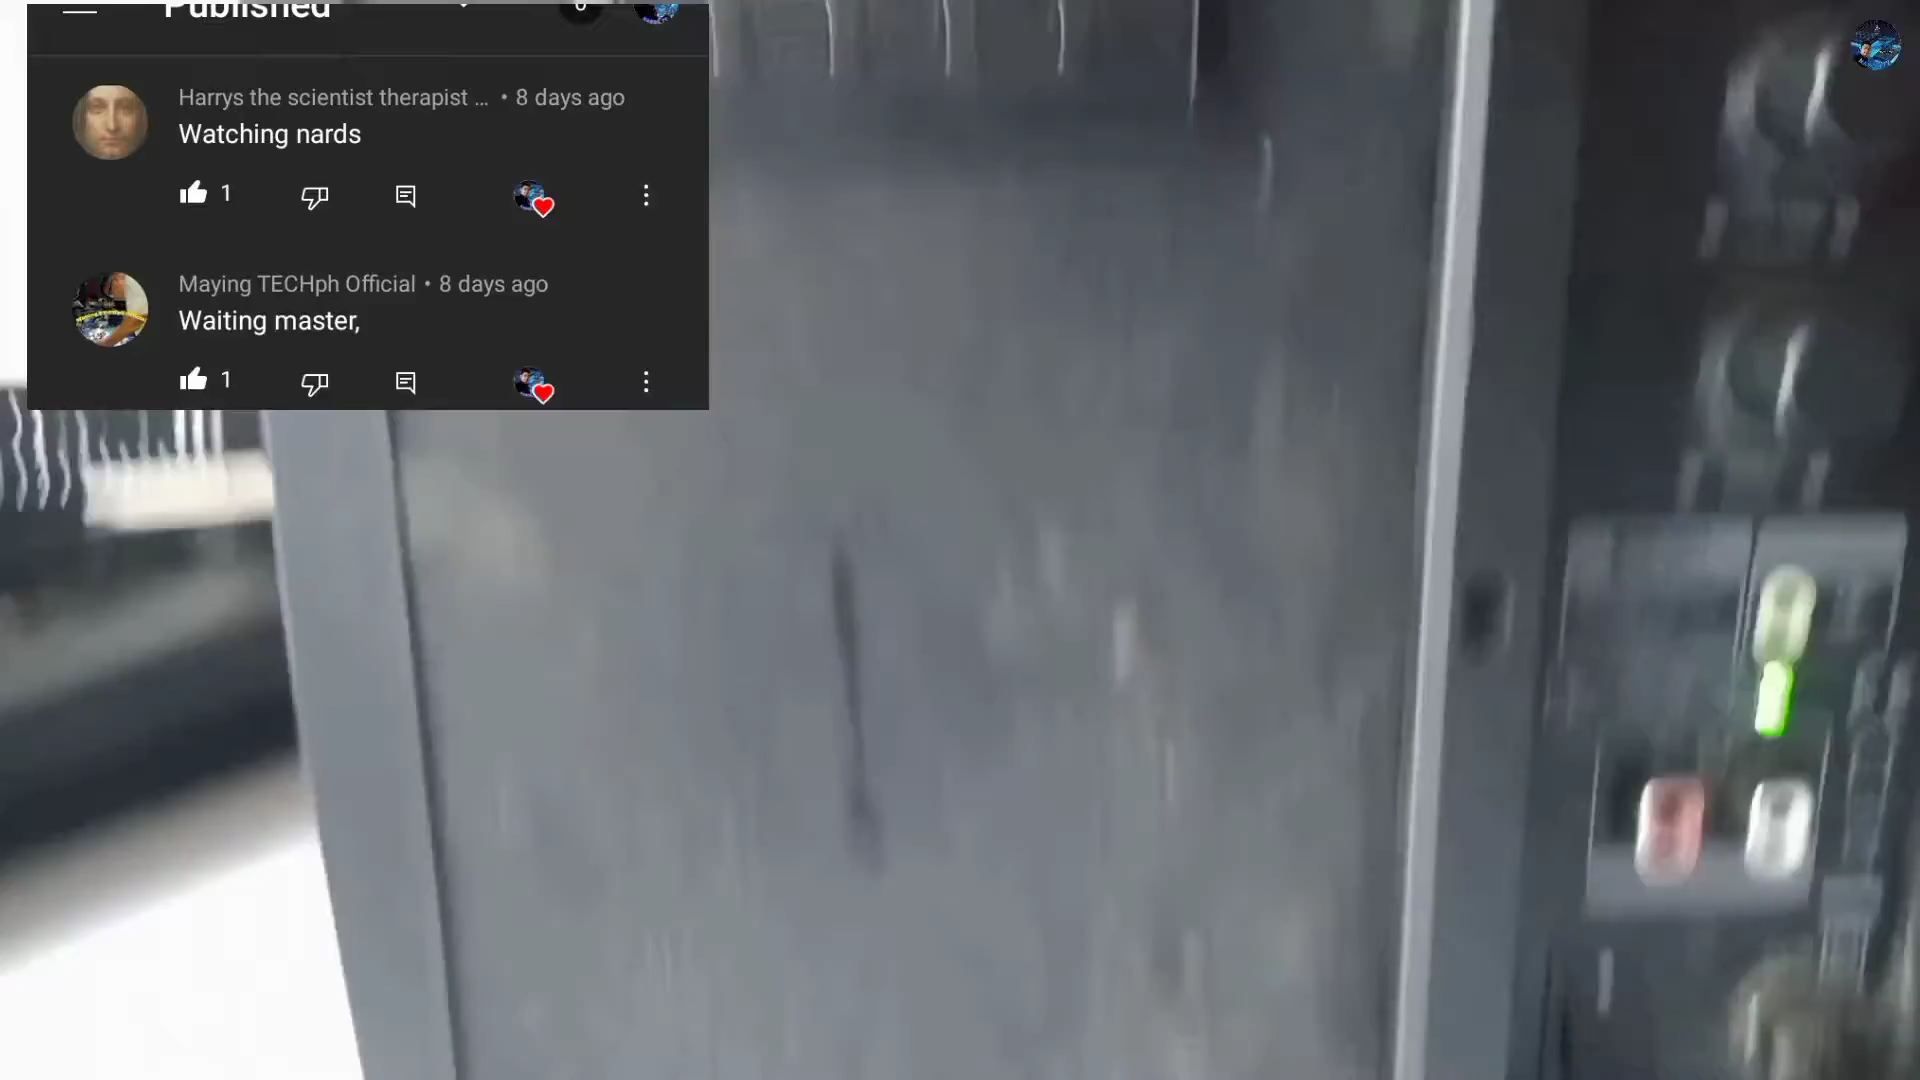 Published
Harrys the scientist therapist ... • 8 days ago
Watching nards
1
Maying TECHph Official • 8 days ago
Waiting master,
1